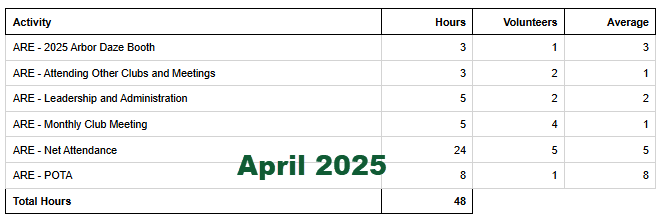 Activity Hours Volunteers Average
ARE - 2025 Arbor Daze Booth 3 1 3
ARE - Attending Other Clubs and Meetings 3 2 1
ARE - Leadership and Administration 5 2 2
ARE - Monthly Club Meeting 5 4 1
ARE - Net Attendance 24 5 5
April 2025
ARE - POTA 8 1 8
Total Hours 48